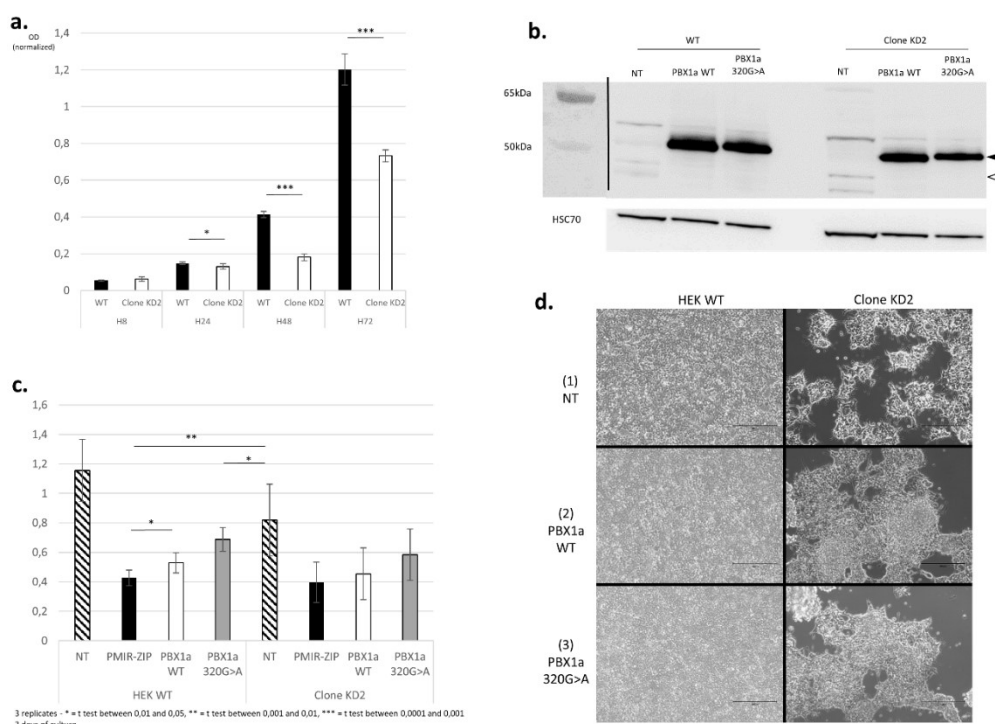 a.
OD
(normalized)
1,4
1,2
1
0,8
0,6
0,4
0,2
0
*
***
***
WT Clone KD2 WT Clone KD2 WT Clone KD2 WT Clone KD2
H8 H24 H48 H72
b.
WT Clone KD2
NT PBX1a WT PBX1a 320G>A NT PBX1a WT PBX1a 320G>A
65kDa
50kDa
HSC70
c.
1,6
1,4
1,2
1
0,8
0,6
0,4
0,2
0
**
*
*
NT PMIR-ZIP PBX1a WT PBX1a 320G>A NT PMIR-ZIP PBX1a WT PBX1a 320G>A
HEK WT Clone KD2
3 replicates - * = t test between 0,01 and 0,05, ** = t test between 0,001 and 0,01, *** = t test between 0,0001 and 0,001
d.
HEK WT Clone KD2
(1)
NT
(2)
PBX1a
WT
(3)
PBX1a
320G>A